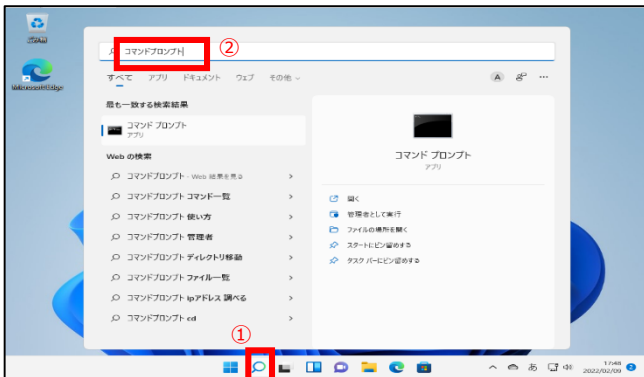 ごみ箱
Microsoft Edge
コマンドプロンプト
②
すべて アプリ ドキュメント ウェブ その他
A
最も一致する検索結果
コマンド プロンプト
アプリ
Web の検索
コマンドプロンプト - Web 結果を見る
コマンドプロンプト コマンド一覧
コマンドプロンプト 使い方
コマンドプロンプト 管理者
コマンドプロンプト ディレクトリ移動
コマンドプロンプト ファイル一覧
コマンドプロンプト ipアドレス 調べる
コマンドプロンプト cd
コマンド プロンプト
アプリ
開く
管理者として実行
ファイルの場所を開く
スタートにピン留めする
タスク バーにピン留めする
①
あ
17:48
2022/02/09
2